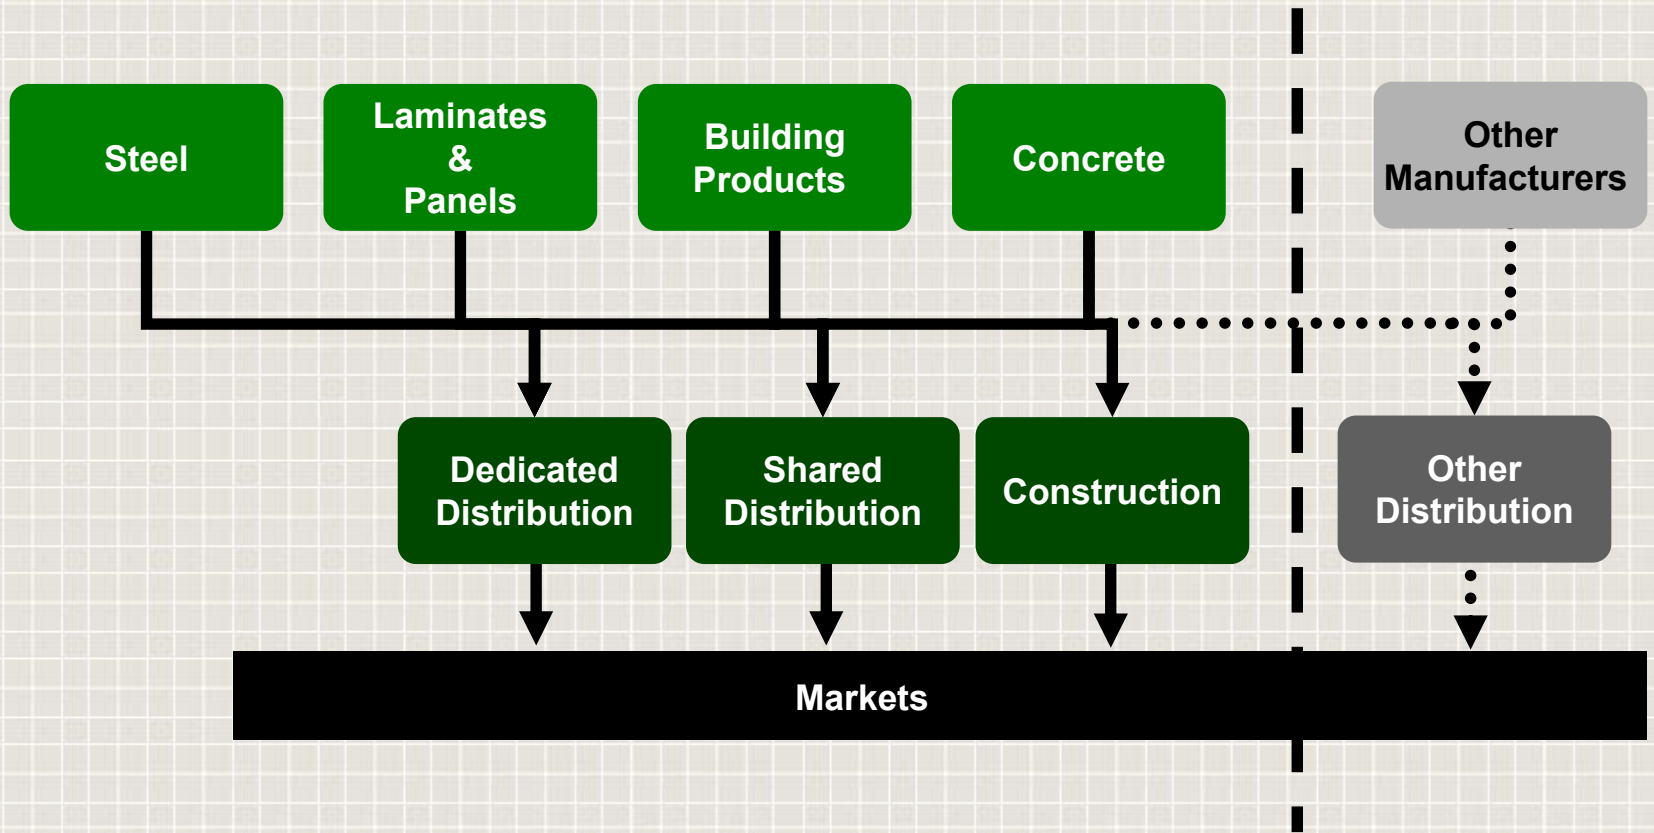 Steel
Laminates
&
Panels
Building
Products
Concrete
Other
Manufacturers
Dedicated
Distribution
Shared
Distribution
Construction
Other
Distribution
Markets